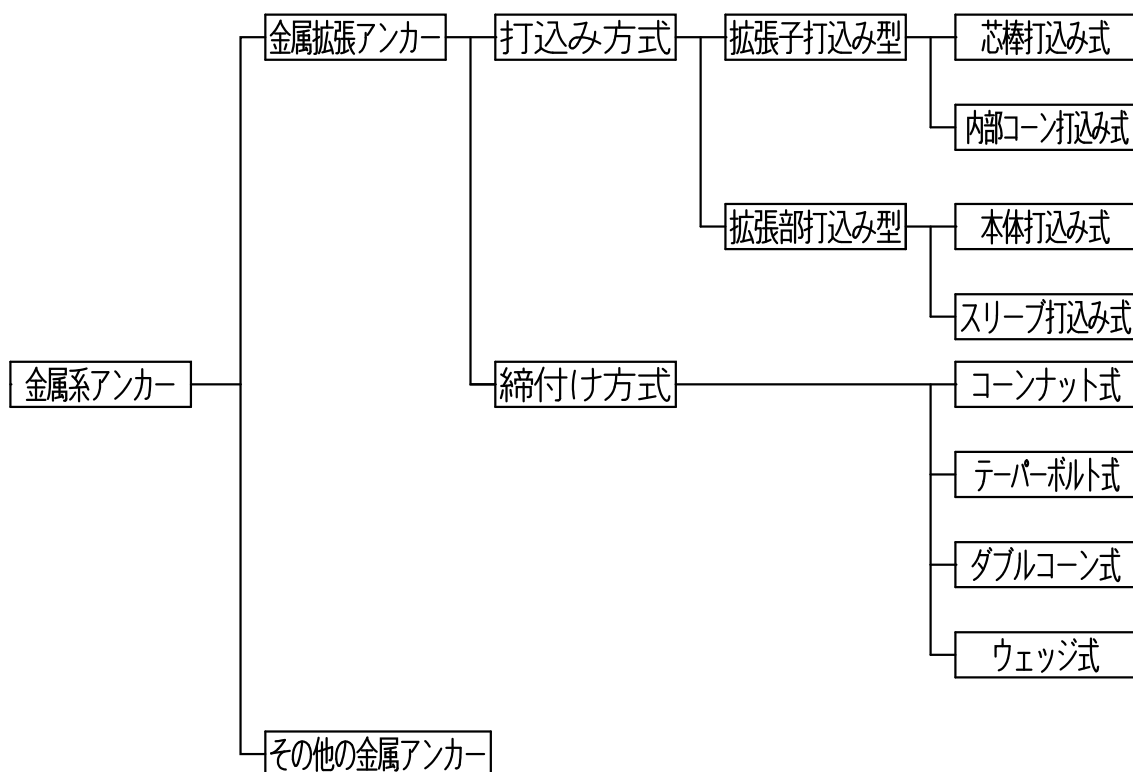 金属拡張アンカー
打込み方式
拡張子打込み型
芯棒打込み式
内部コーン打込み式
拡張部打込み型
本体打込み式
スリーブ打込み式
金属系アンカー
締付け方式
コーンナット式
テーパーボルト式
ダブルコーン式
ウェッジ式
その他の金属アンカー